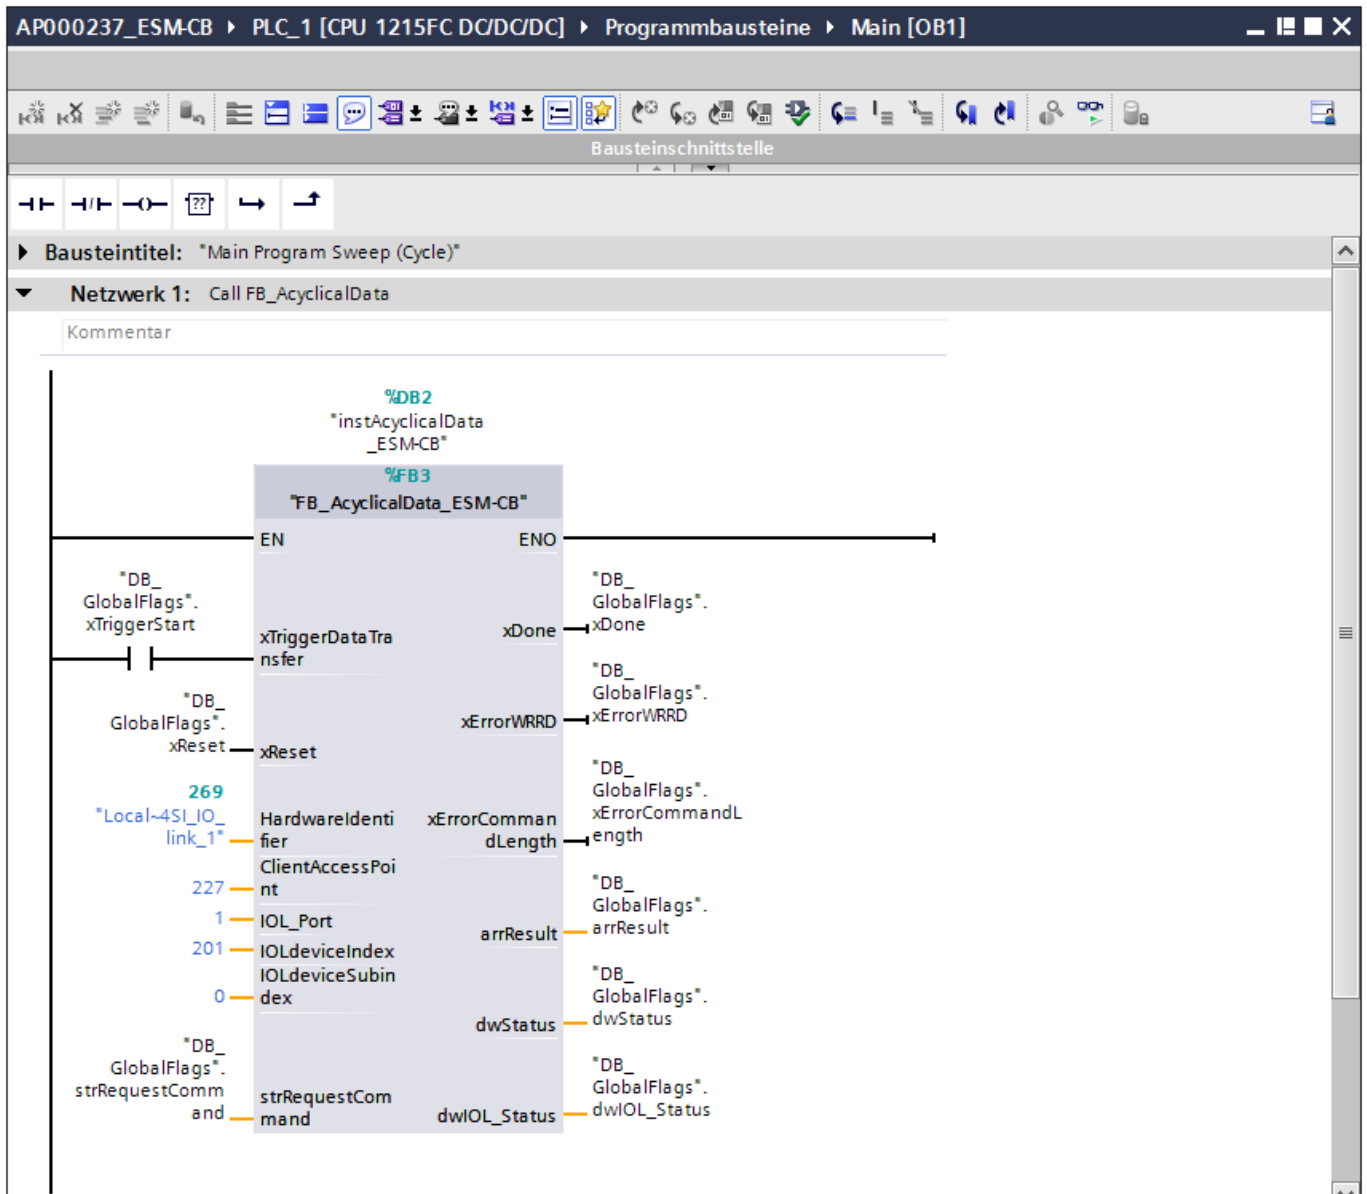 AP000237_ESM-CB ▸ PLC_1 [CPU 1215FC DC/DC/DC] ▸ Programmbausteine ▸ Main [OB1]
Bausteinschnittstelle
??
Bausteintitel: "Main Program Sweep (Cycle)"
Netzwerk 1: Call FB_AcyclicalData
Kommentar
%DB2
"instAcyclicalData
_ESM-CB"
%FB3
"FB_AcyclicalData_ESM-CB"
EN
ENO
"DB_
GlobalFlags".
xTriggerStart
xTriggerDataTra
nsfer
xDone
"DB_
GlobalFlags".
xDone
"DB_
GlobalFlags".
xReset
xReset
xErrorWRRD
"DB_
GlobalFlags".
xErrorWRRD
269
"Local~4SI_IO_
link_1"
HardwareIdenti
fier
xErrorComman
dLength
"DB_
GlobalFlags".
xErrorCommandL
ength
227
ClientAccessPoi
nt
1
IOL_Port
201
IOLdeviceIndex
arrResult
"DB_
GlobalFlags".
arrResult
0
IOLdeviceSubin
dex
dwStatus
"DB_
GlobalFlags".
dwStatus
"DB_
GlobalFlags".
strRequestComm
and
strRequestCom
mand
dwIOL_Status
"DB_
GlobalFlags".
dwIOL_Status